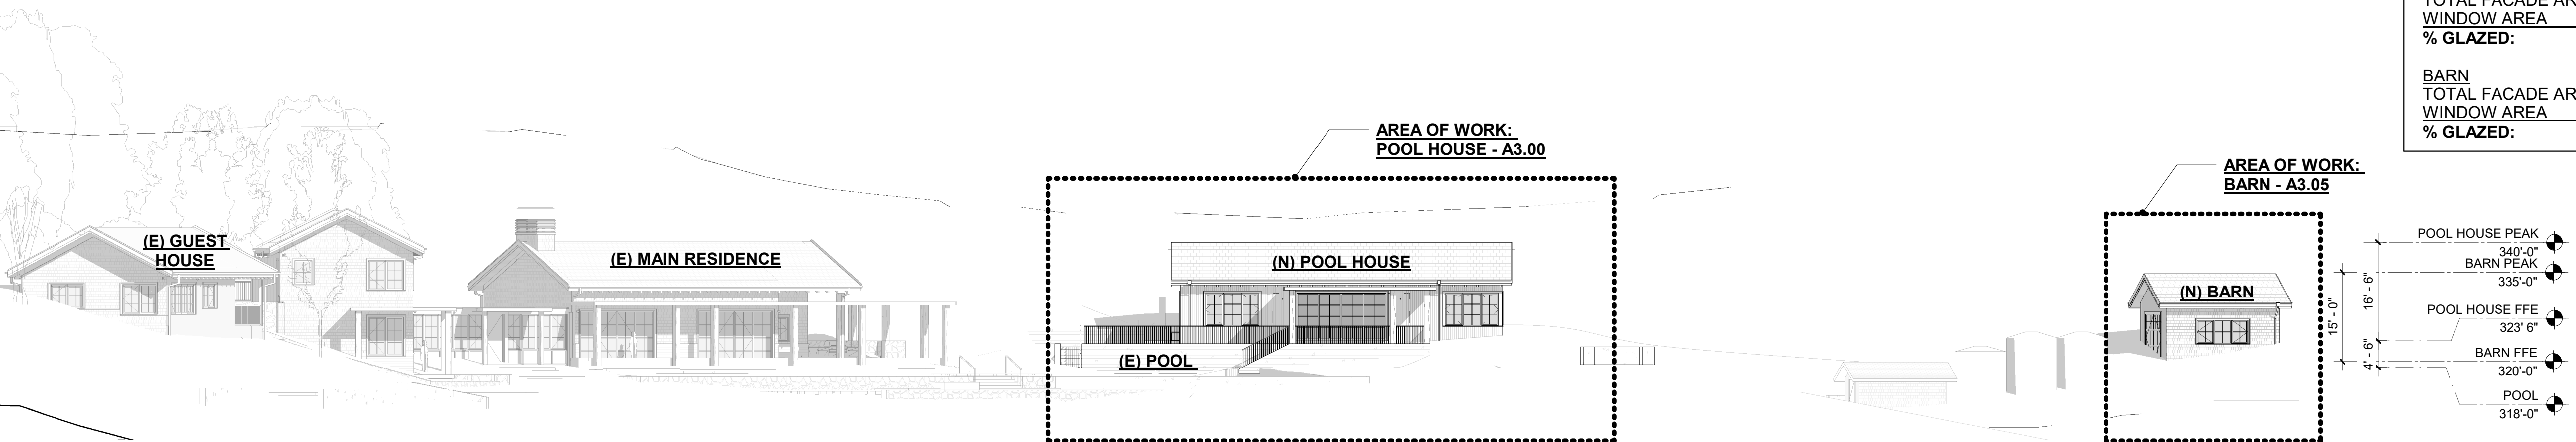 TOTAL FACADE AR
WINDOW AREA
% GLAZED:
BARN
TOTAL FACADE AR
WINDOW AREA
% GLAZED:
AREA OF WORK:
POOL HOUSE - A3.00
AREA OF WORK:
BARN - A3.05
(E) GUEST
HOUSE
(E) MAIN RESIDENCE
(N) POOL HOUSE
(E) POOL
(N) BARN
15' - 0"
16' - 6"
4' - 6"
POOL HOUSE PEAK
340'-0"
BARN PEAK
335'-0"
POOL HOUSE FFE
323' 6"
BARN FFE
320'-0"
POOL
318'-0"